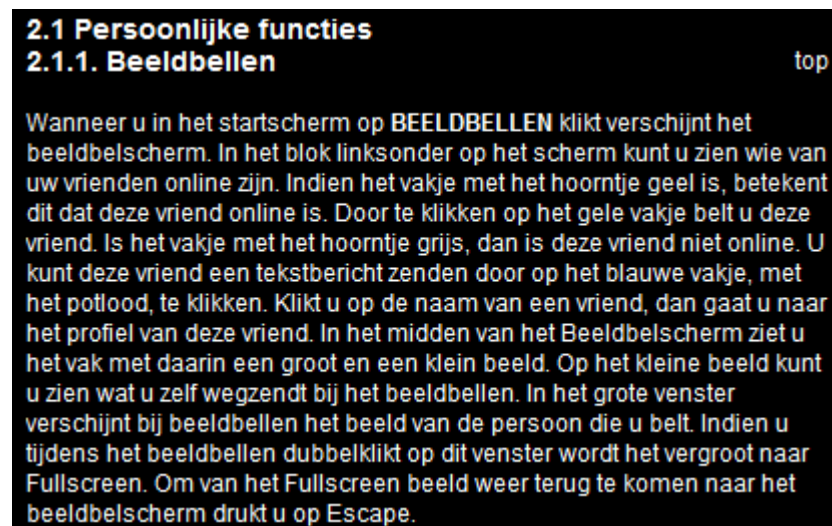 2.1 Persoonlijke functies
2.1.1. Beeldbellen top
Wanneer u in het startscherm op BEELDBELLEN klikt verschijnt het
beeldbelscherm. In het blok linksonder op het scherm kunt u zien wie van
uw vrienden online zijn. Indien het vakje met het hoorntje geel is, betekent
dit dat deze vriend online is. Door te klikken op het gele vakje belt u deze
vriend. Is het vakje met het hoorntje grijs, dan is deze vriend niet online. U
kunt deze vriend een tekstbericht zenden door op het blauwe vakje, met
het potlood, te klikken. Klikt u op de naam van een vriend, dan gaat u naar
het profiel van deze vriend. In het midden van het Beeldbelscherm ziet u
het vak met daarin een groot en een klein beeld. Op het kleine beeld kunt
u zien wat u zelf wegzendt bij het beeldbellen. In het grote venster
verschijnt bij beeldbellen het beeld van de persoon die u belt. Indien u
tijdens het beeldbellen dubbelklikt op dit venster wordt het vergroot naar
Fullscreen. Om van het Fullscreen beeld weer terug te komen naar het
beeldbelscherm drukt u op Escape.